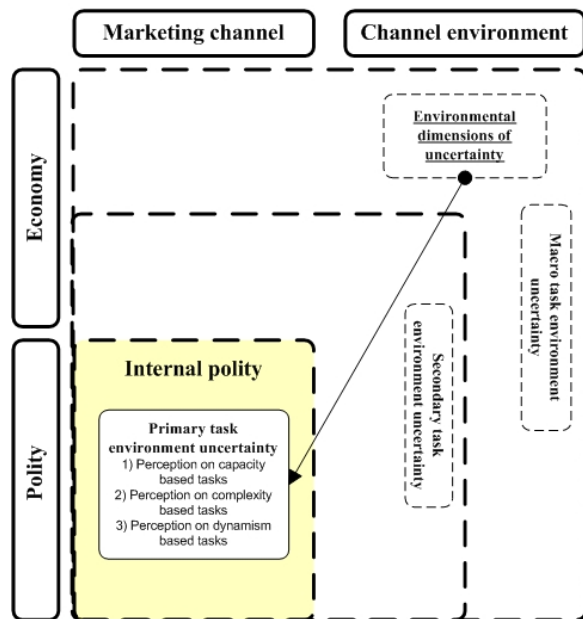 Marketing channel
Channel environment
Economy
Environmental
dimensions of
uncertainty
Macro task environment
uncertainty
Secondary task
environment uncertainty
Polity
Internal polity
Primary task
environment uncertainty
1) Perception on capacity
based tasks
2) Perception on complexity
based tasks
3) Perception on dynamism
based tasks